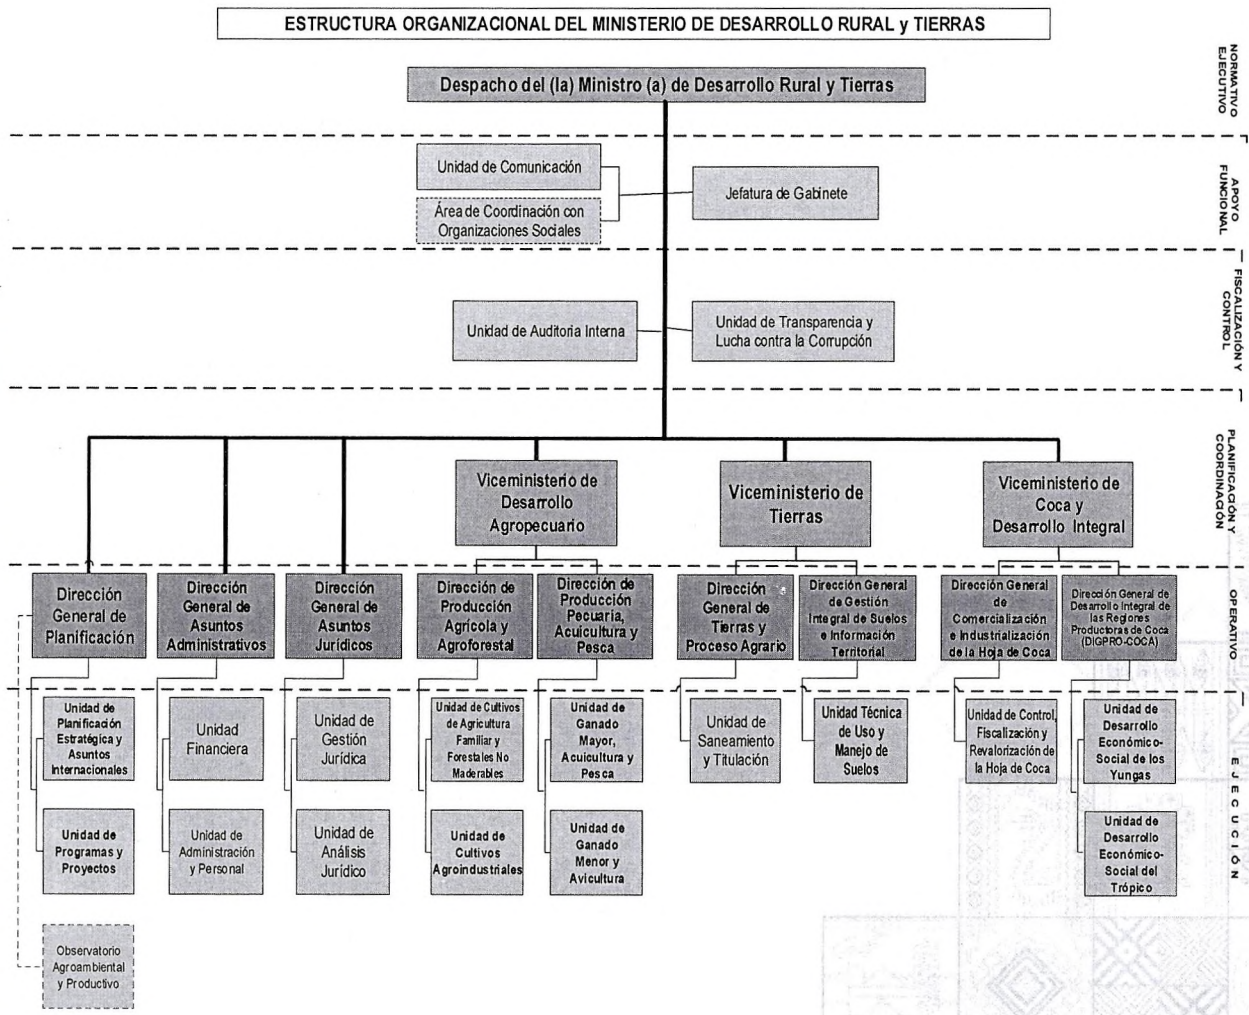 ESTRUCTURA ORGANIZACIONAL DEL MINISTERIO DE DESARROLLO RURAL y TIERRAS
NORMATIVO
EJECUTIVO
Despacho del (la) Ministro (a) de Desarrollo Rural y Tierras
APOYO
FUNCIONAL
Unidad de Comunicación
Jefatura de Gabinete
Área de Coordinación con
Organizaciones Sociales
FISCALIZACIÓN Y
CONTROL
Unidad de Auditoria Interna
Unidad de Transparencia y
Lucha contra la Corrupción
PLANIFICACIÓN Y
COORDINACIÓN
Viceministerio de
Desarrollo
Agropecuario
Viceministerio de
Tierras
Viceministerio de
Coca y
Desarrollo Integral
OPERATIVO
Dirección
General de
Planificación
Dirección
General de
Asuntos
Administrativos
Dirección
General de
Asuntos
Jurídicos
Dirección de
Producción
Agrícola y
Agroforestal
Dirección de
Producción
Pecuaria,
Acuicultura y
Pesca
Dirección
General de
Tierras y
Proceso Agrario
Dirección General
de Gestión
Integral de Suelos
e Información
Territorial
Dirección General
de
Comercialización
e Industrialización
de la Hoja de Coca
Dirección General de
Desarrollo Integral de
las Regiones
Productoras de Coca
(DIGPRO-COCA)
EJECUCIÓN
Unidad de
Planificación
Estratégica y
Asuntos
Internacionales
Unidad
Financiera
Unidad de
Gestión
Jurídica
Unidad de Cultivos
de Agricultura
Familiar y
Forestales No
Maderables
Unidad de
Ganado
Mayor,
Acuicultura y
Pesca
Unidad de
Saneamiento
y Titulación
Unidad Técnica
de Uso y
Manejo de
Suelos
Unidad de Control,
Fiscalización y
Revalorización de
la Hoja de Coca
Unidad de
Desarrollo
Económico-
Social de los
Yungas
Unidad de
Programas y
Proyectos
Unidad de
Administración
y Personal
Unidad de
Análisis
Jurídico
Unidad de
Cultivos
Agroindustriales
Unidad de
Ganado
Menor y
Avicultura
Unidad de
Desarrollo
Económico-
Social del
Trópico
Observatorio
Agroambiental
y Productivo